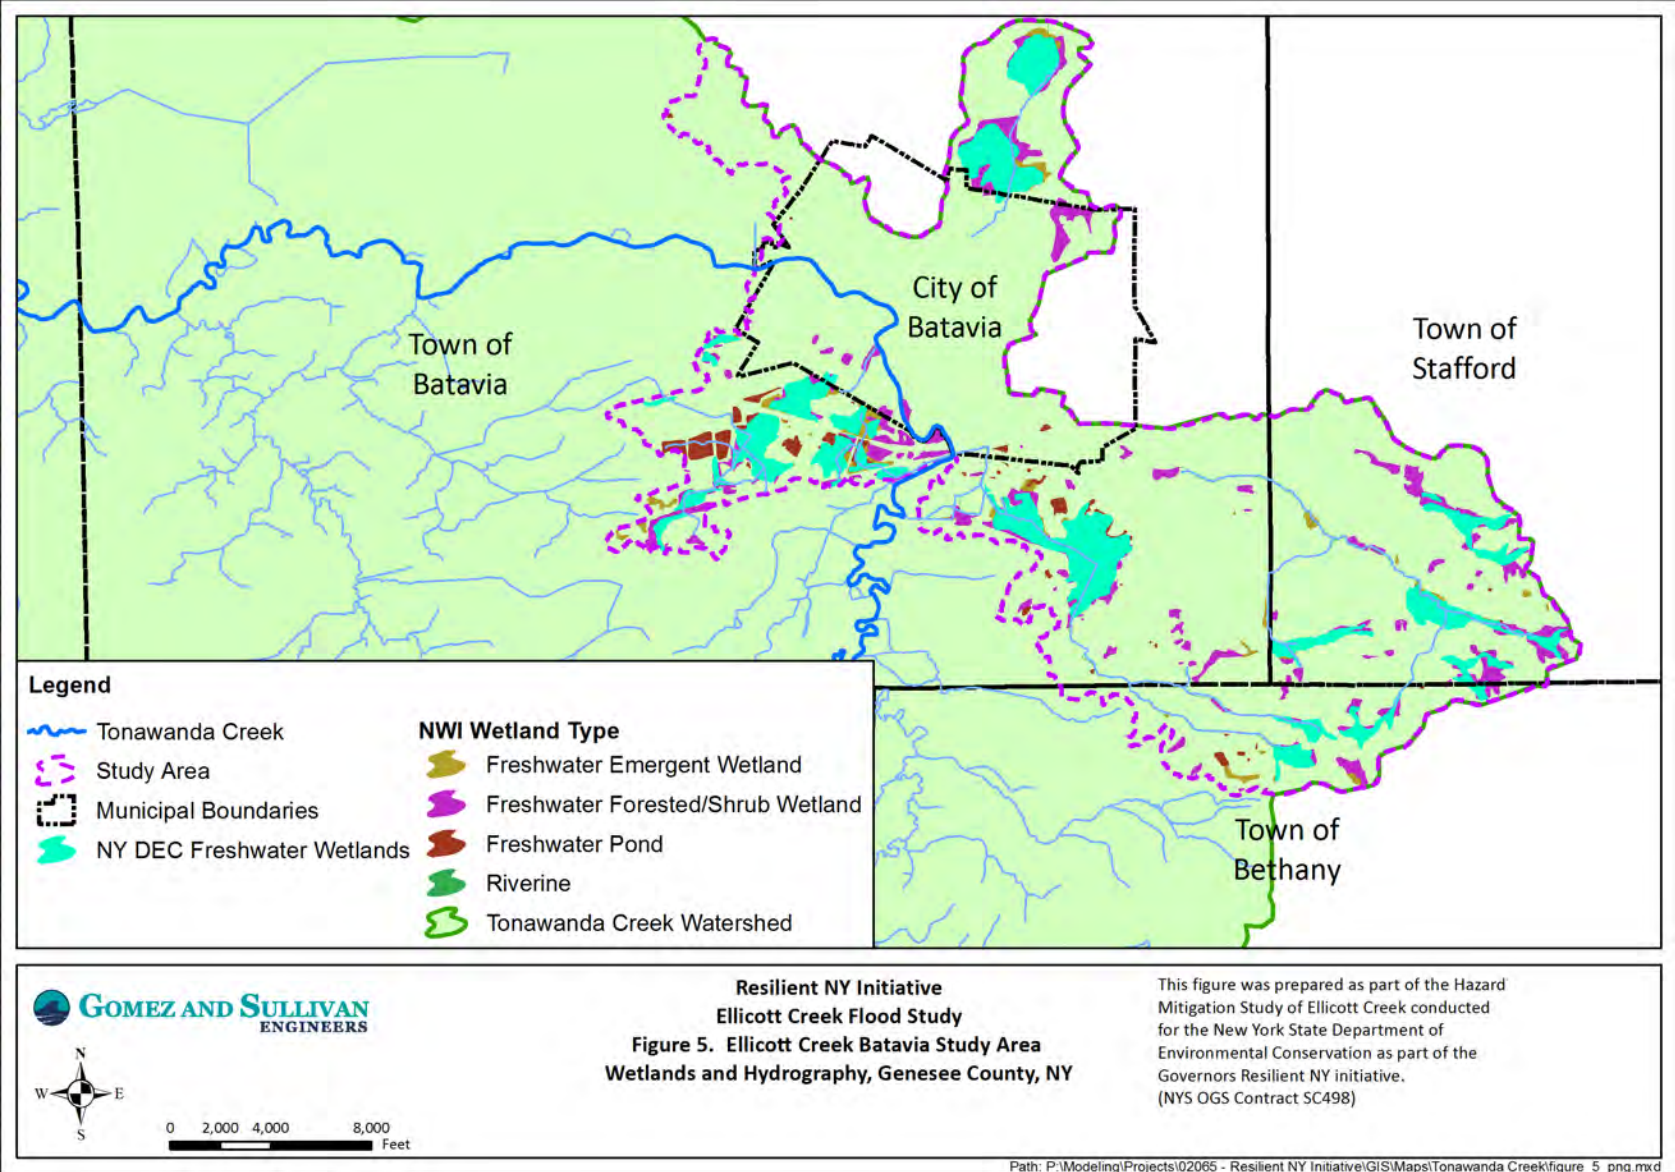 City of
Batavia
Town of
Batavia
Town of
Stafford
Town of
Bethany
Legend
Tonawanda Creek
Study Area
Municipal Boundaries
NY DEC Freshwater Wetlands
NWI Wetland Type
Freshwater Emergent Wetland
Freshwater Forested/Shrub Wetland
Freshwater Pond
Riverine
Tonawanda Creek Watershed
GOMEZ AND SULLIVAN
ENGINEERS
N
W E
S
0 2,000 4,000 8,000
Feet
Resilient NY Initiative
Ellicott Creek Flood Study
Figure 5. Ellicott Creek Batavia Study Area
Wetlands and Hydrography, Genesee County, NY
This figure was prepared as part of the Hazard
Mitigation Study of Ellicott Creek conducted
for the New York State Department of
Environmental Conservation as part of the
Governors Resilient NY initiative.
(NYS OGS Contract SC498)
Path: P:\Modeling\Projects\02065 - Resilient NY Initiative\GIS\Maps\Tonawanda Creek\figure_5_png.mxd